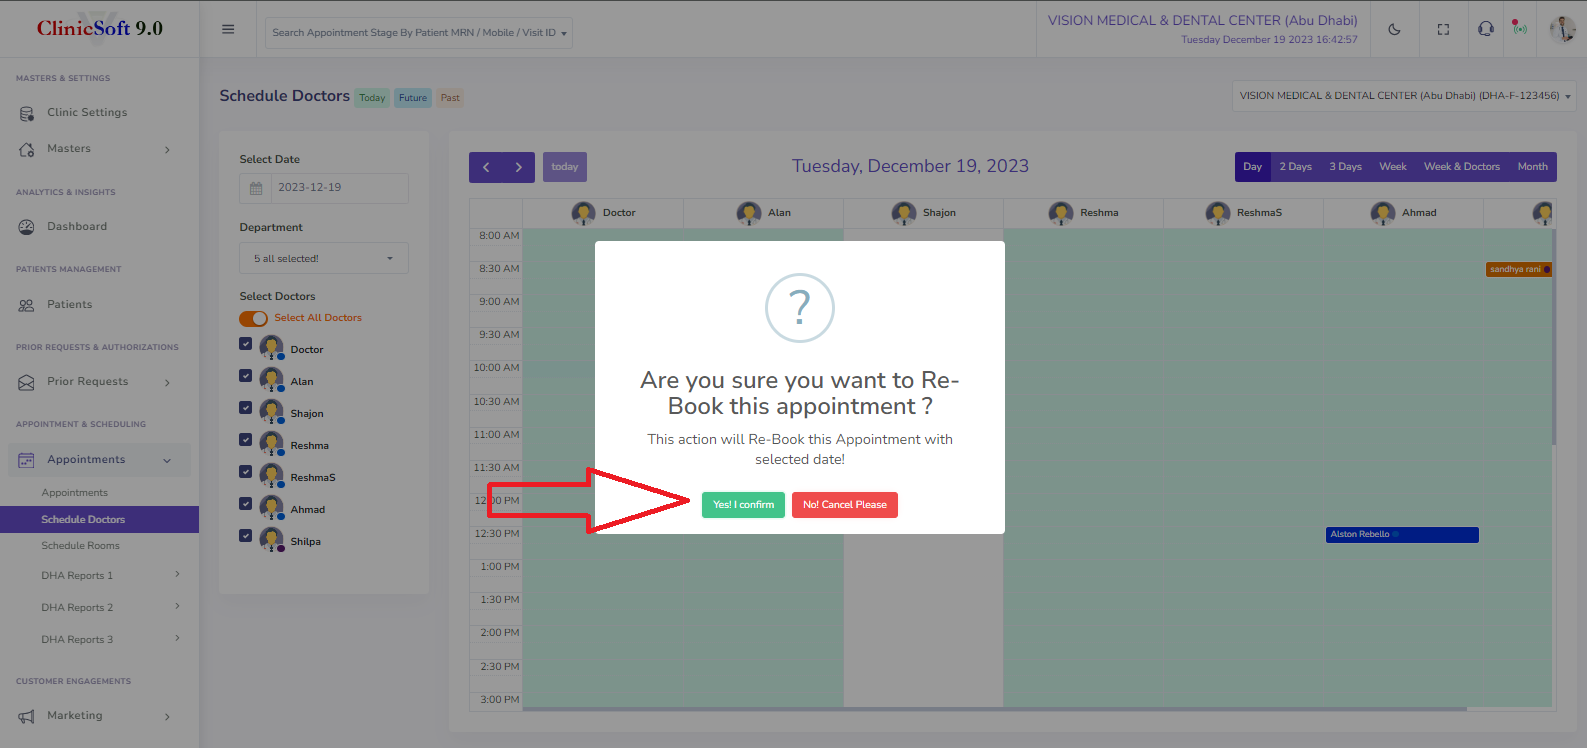 ClinicSoft 9.0
Search Appointment Stage By Patient MRN / Mobile / Visit ID
VISION MEDICAL & DENTAL CENTER (Abu Dhabi)
Tuesday December 19 2023 16:42:57
MASTERS & SETTINGS
Clinic Settings
Masters
ANALYTICS & INSIGHTS
Dashboard
PATIENTS MANAGEMENT
Patients
PRIOR REQUESTS & AUTHORIZATIONS
Prior Requests
APPOINTMENT & SCHEDULING
Appointments
Appointments
Schedule Doctors
Schedule Rooms
DHA Reports 1
DHA Reports 2
DHA Reports 3
CUSTOMER ENGAGEMENTS
Marketing
Schedule Doctors Today Future Past
VISION MEDICAL & DENTAL CENTER (Abu Dhabi) (DHA-F-123456)
Select Date
2023-12-19
Department
5 all selected!
Select Doctors
Select All Doctors
Doctor
Alan
Shajon
Reshma
ReshmaS
Ahmad
Shilpa
today
Tuesday, December 19, 2023
Day 2 Days 3 Days Week Week & Doctors Month
Doctor Alan Shajon Reshma ReshmaS Ahmad
8:00 AM
8:30 AM
sandhya rani
9:00 AM
9:30 AM
10:00 AM
10:30 AM
11:00 AM
11:30 AM
12:00 PM
12:30 PM
Alston Rebello
1:00 PM
1:30 PM
2:00 PM
2:30 PM
3:00 PM
?
Are you sure you want to Re-
Book this appointment ?
This action will Re-Book this Appointment with
selected date!
Yes! I confirm
No! Cancel Please